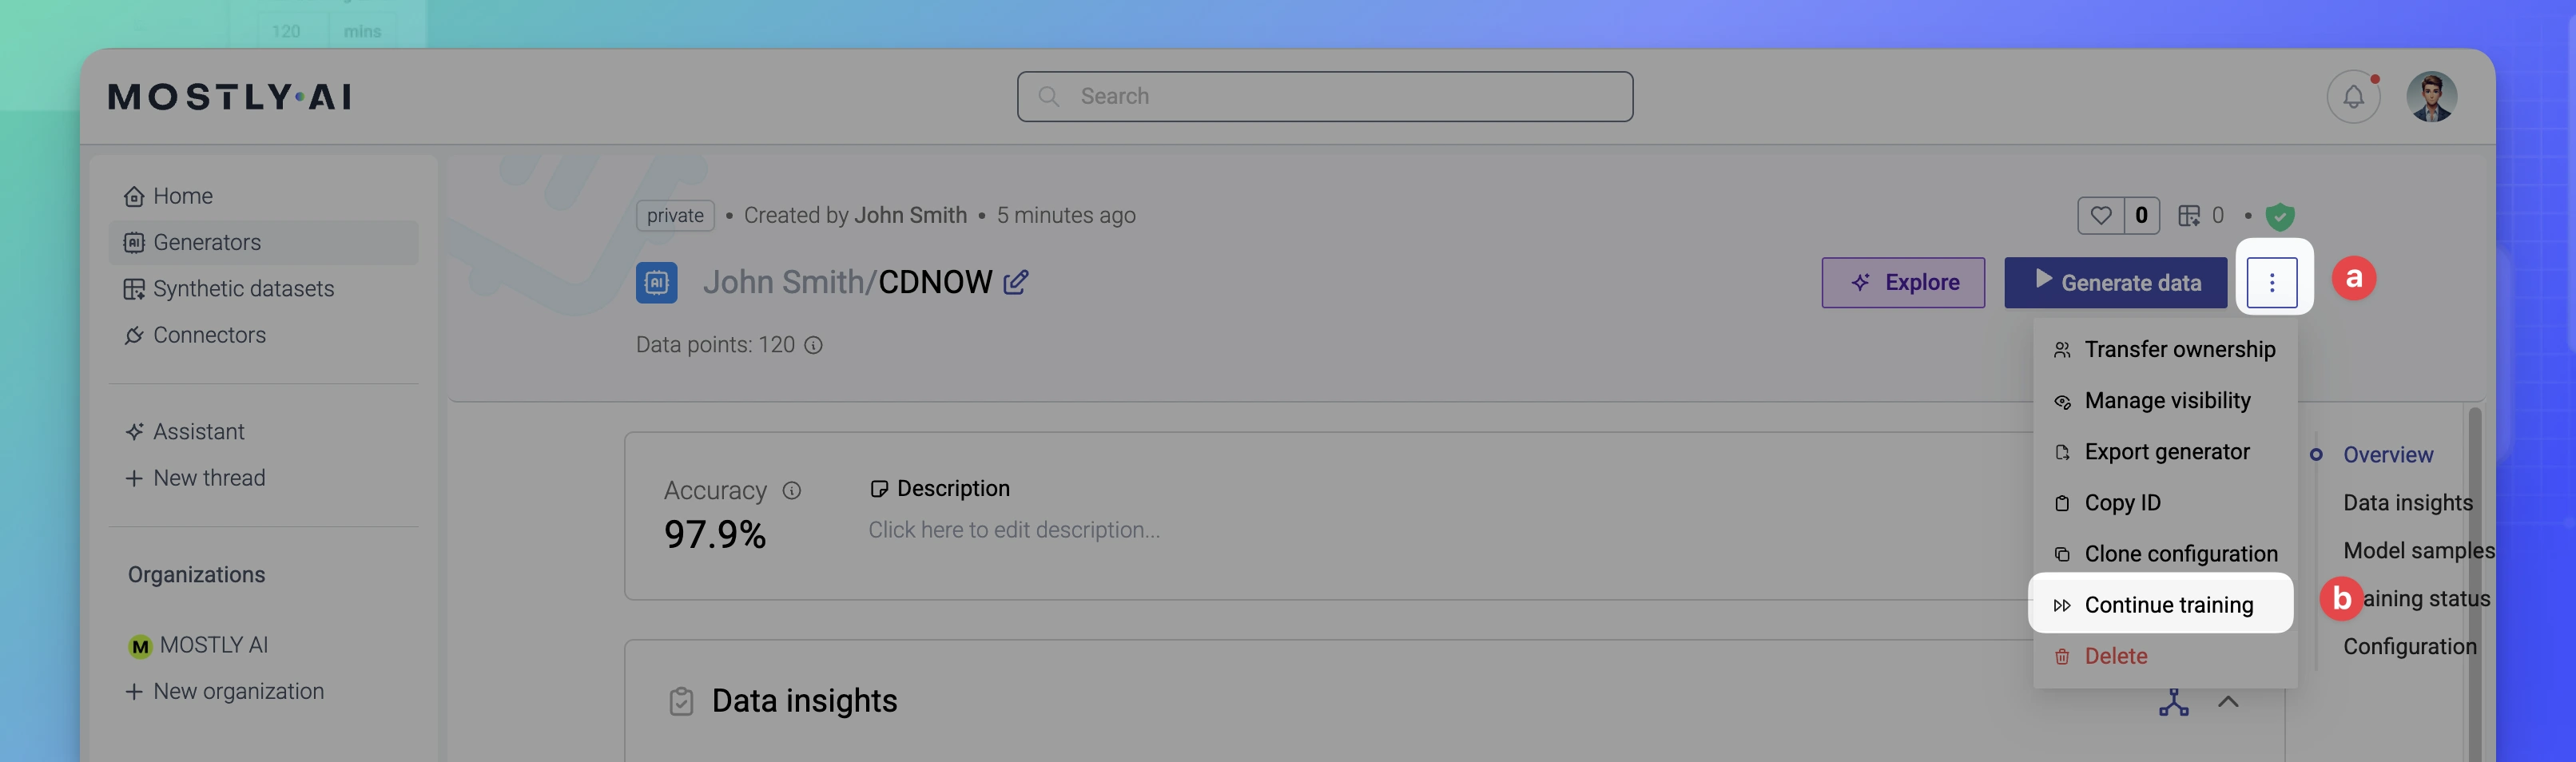 120 mins
MOSTLY AI
Search
Home
Generators
Synthetic datasets
Connectors
Assistant
New thread
Organizations
M MOSTLY AI
New organization
private • Created by John Smith • 5 minutes ago
0 0 •
AI John Smith/CDNOW
Explore
Generate data
a
Data points: 120
Transfer ownership
Manage visibility
Export generator
Copy ID
Clone configuration
Continue training
b
Delete
Accuracy
97.9%
Description
Click here to edit description...
Overview
Data insights
Model samples
aining status
Configuration
Data insights